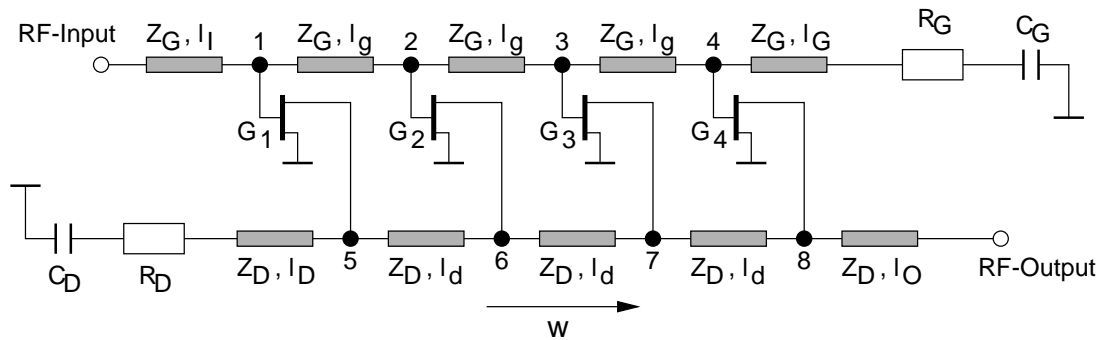 RF-Input
Z_G, l_I
1
Z_G, l_g
2
Z_G, l_g
3
Z_G, l_g
4
Z_G, l_G
R_G
C_G
G_1
G_2
G_3
G_4
C_D
R_D
Z_D, l_D
5
Z_D, l_d
6
Z_D, l_d
7
Z_D, l_d
8
Z_D, l_O
RF-Output
w